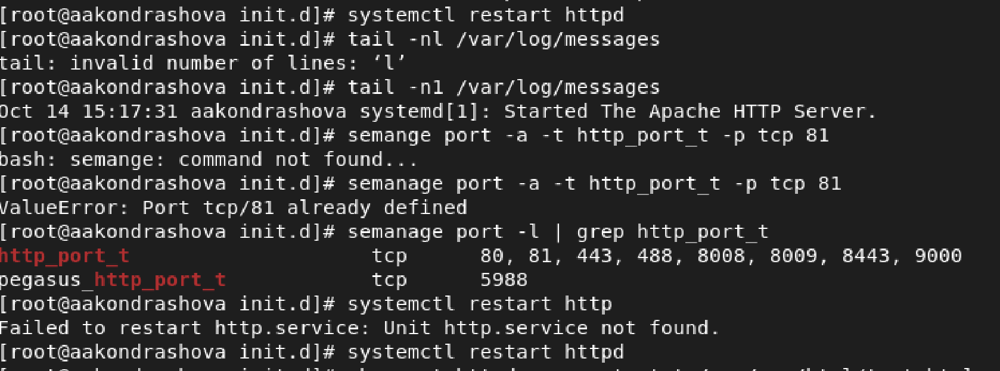 [root@aakondrashova init.d]# systemctl restart httpd
[root@aakondrashova init.d]# tail -nl /var/log/messages
tail: invalid number of lines: ‘l’
[root@aakondrashova init.d]# tail -n1 /var/log/messages
Oct 14 15:17:31 aakondrashova systemd[1]: Started The Apache HTTP Server.
[root@aakondrashova init.d]# semange port -a -t http_port_t -p tcp 81
bash: semange: command not found...
[root@aakondrashova init.d]# semanage port -a -t http_port_t -p tcp 81
ValueError: Port tcp/81 already defined
[root@aakondrashova init.d]# semanage port -l | grep http_port_t
http_port_t                    tcp      80, 81, 443, 488, 8008, 8009, 8443, 9000
pegasus_http_port_t            tcp      5988
[root@aakondrashova init.d]# systemctl restart http
Failed to restart http.service: Unit http.service not found.
[root@aakondrashova init.d]# systemctl restart httpd